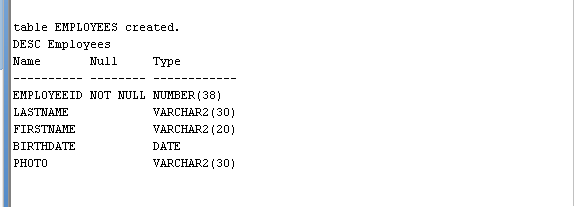 table EMPLOYEES created.
DESC Employees
Name       Null     Type
---------- -------- ------------
EMPLOYEEID NOT NULL NUMBER(38)
LASTNAME            VARCHAR2(30)
FIRSTNAME           VARCHAR2(20)
BIRTHDATE           DATE
PHOTO               VARCHAR2(30)